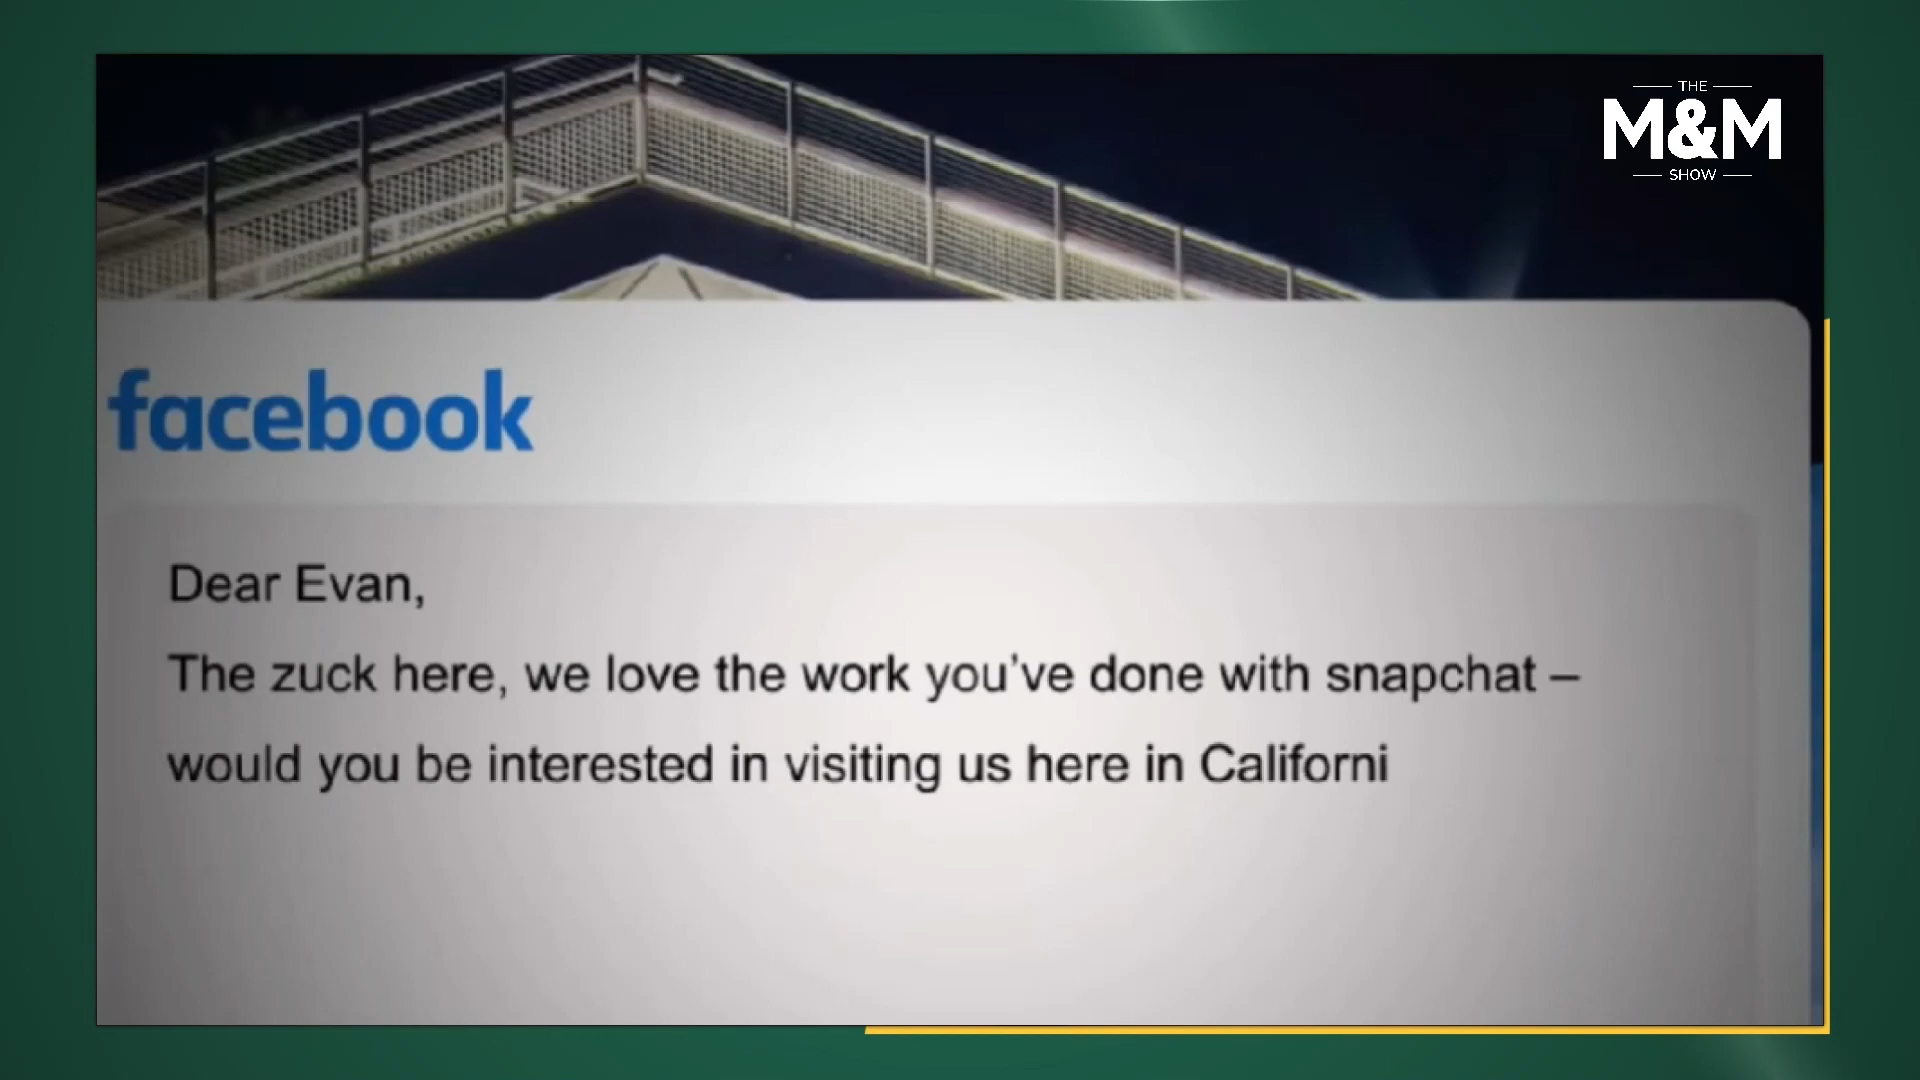 THE
M&M
SHOW
facebook
Dear Evan,
The zuck here, we love the work you've done with snapchat –
would you be interested in visiting us here in Californi